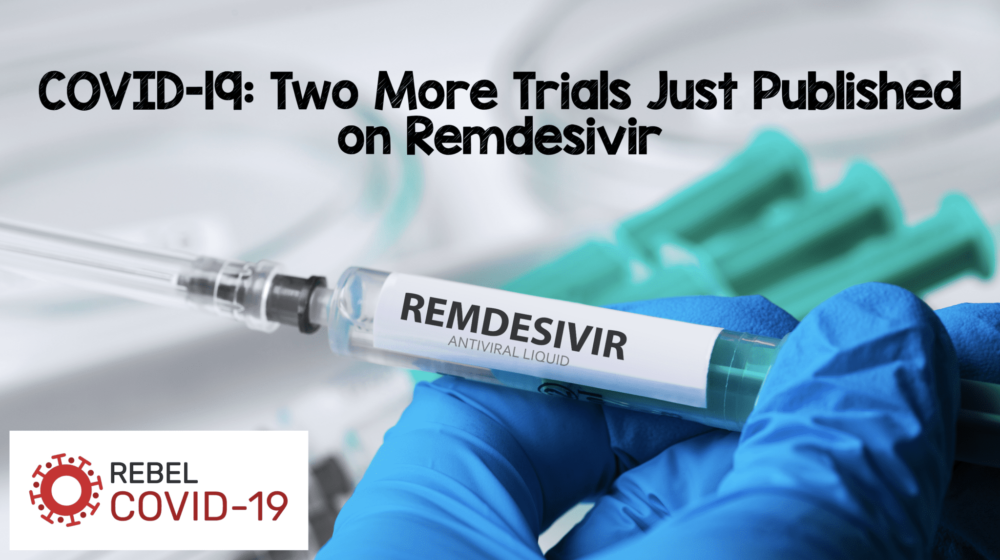 COVID-19: Two More Trials Just Published
on Remdesivir
REMDESIVIR
ANTIVIRAL LIQUID
REBEL
COVID-19